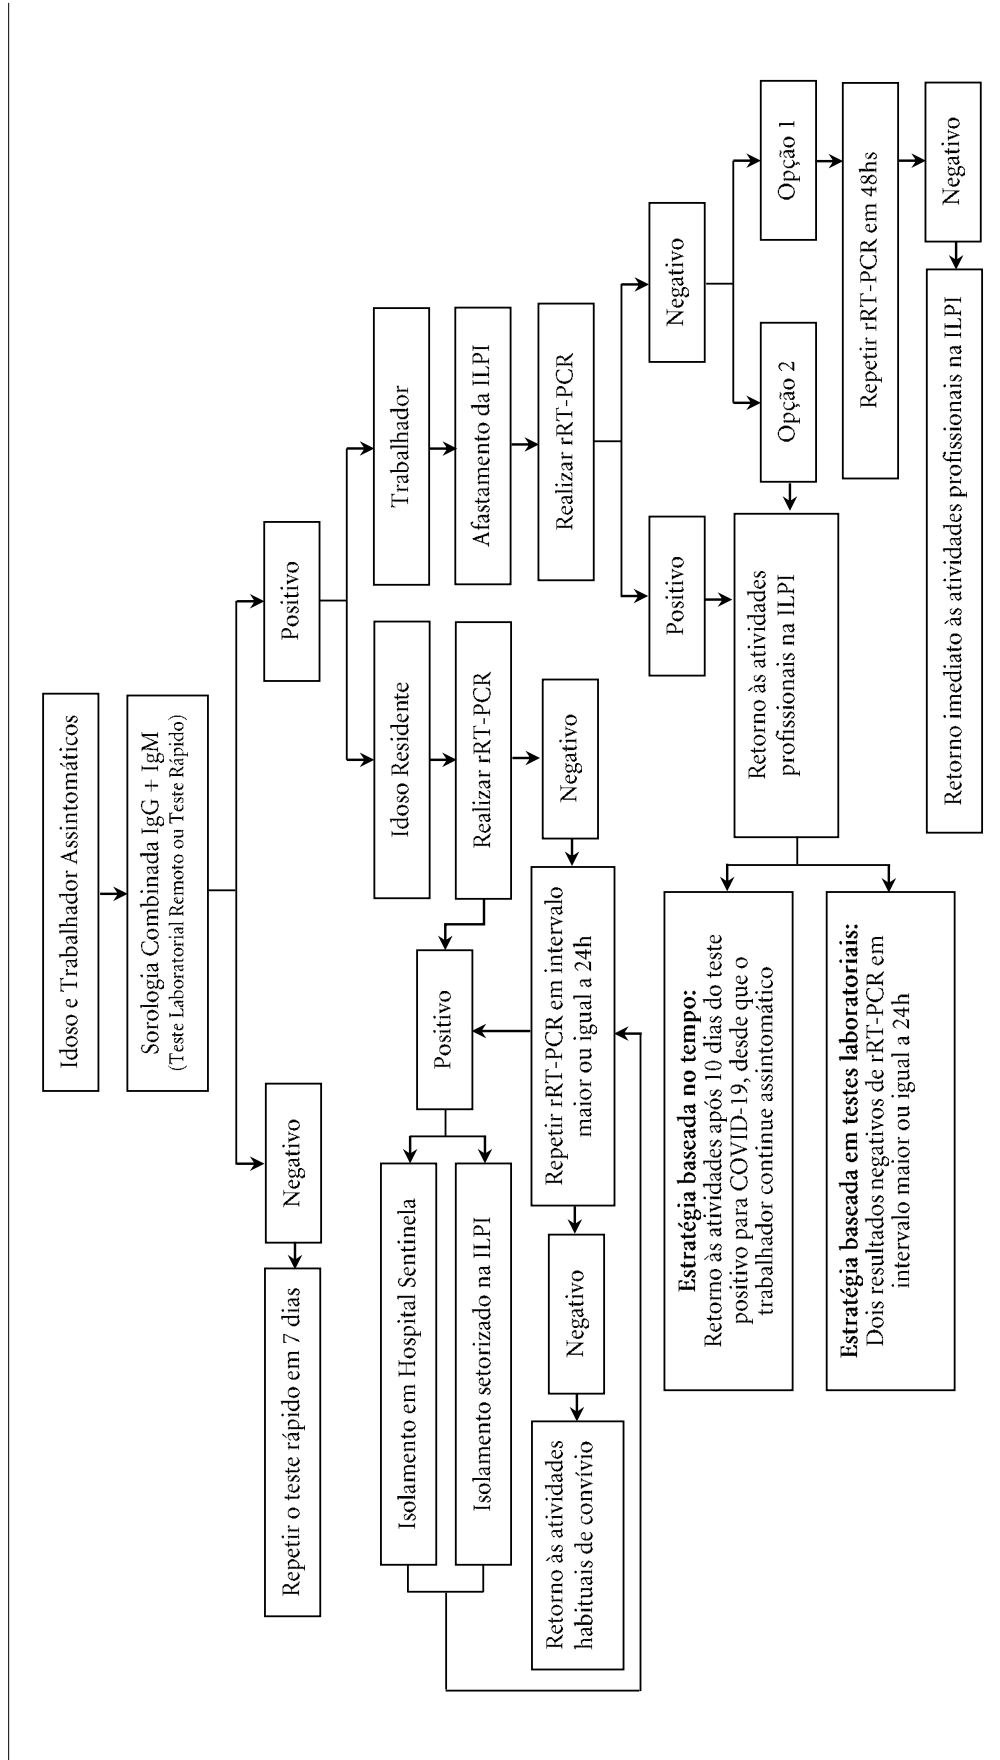 Idoso e Trabalhador Assintomáticos
Sorologia Combinada IgG + IgM
(Teste Laboratorial Remoto ou Teste Rápido)
Negativo
Repetir o teste rápido em 7 dias
Positivo
Idoso Residente
Realizar rRT-PCR
Positivo
Isolamento em Hospital Sentinela
Isolamento setorizado na ILPI
Negativo
Repetir rRT-PCR em intervalo
maior ou igual a 24h
Negativo
Retorno às atividades
habituais de convívio
Trabalhador
Afastamento da ILPI
Realizar rRT-PCR
Positivo
Retorno às atividades
profissionais na ILPI
Estratégia baseada no tempo:
Retorno às atividades após 10 dias do teste
positivo para COVID-19, desde que o
trabalhador continue assintomático
Estratégia baseada em testes laboratoriais:
Dois resultados negativos de rRT-PCR em
intervalo maior ou igual a 24h
Negativo
Opção 2
Opção 1
Repetir rRT-PCR em 48hs
Negativo
Retorno imediato às atividades profissionais na ILPI